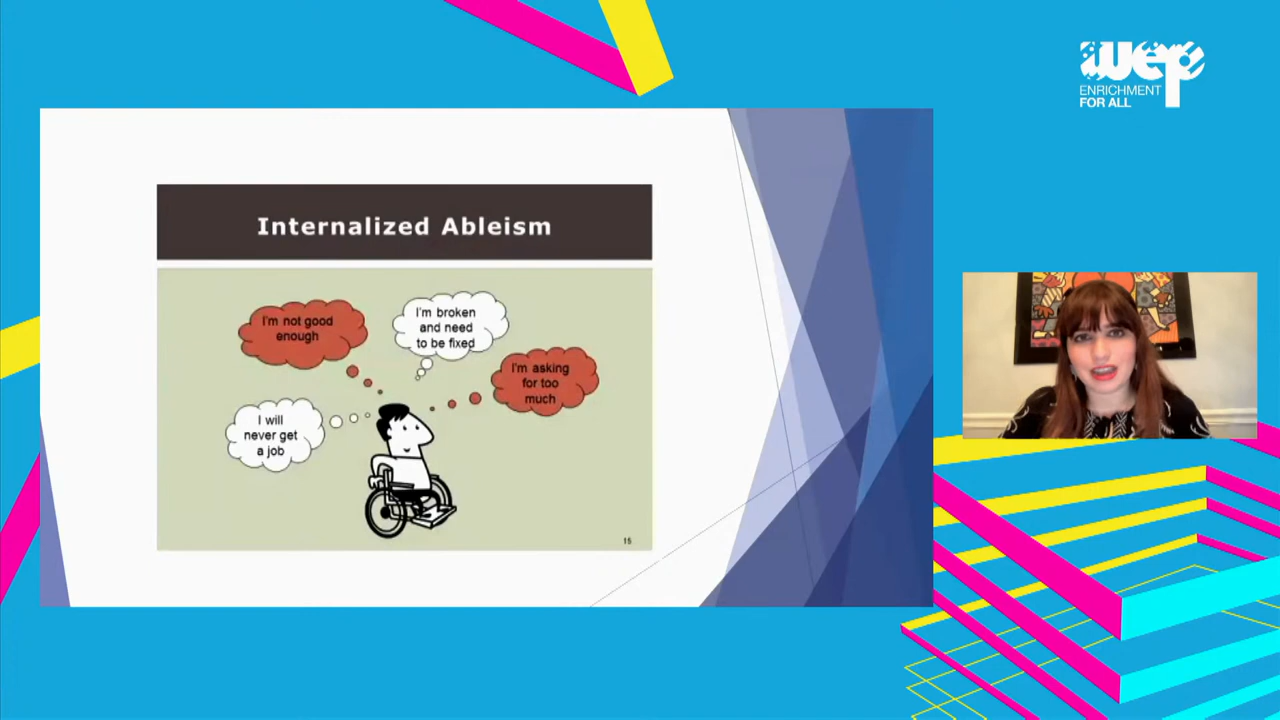 wep
ENRICHMENT
FOR ALL
Internalized Ableism
I'm not good
enough
I'm broken
and need
to be fixed
I'm asking
for too
much
I will
never get
a job
15